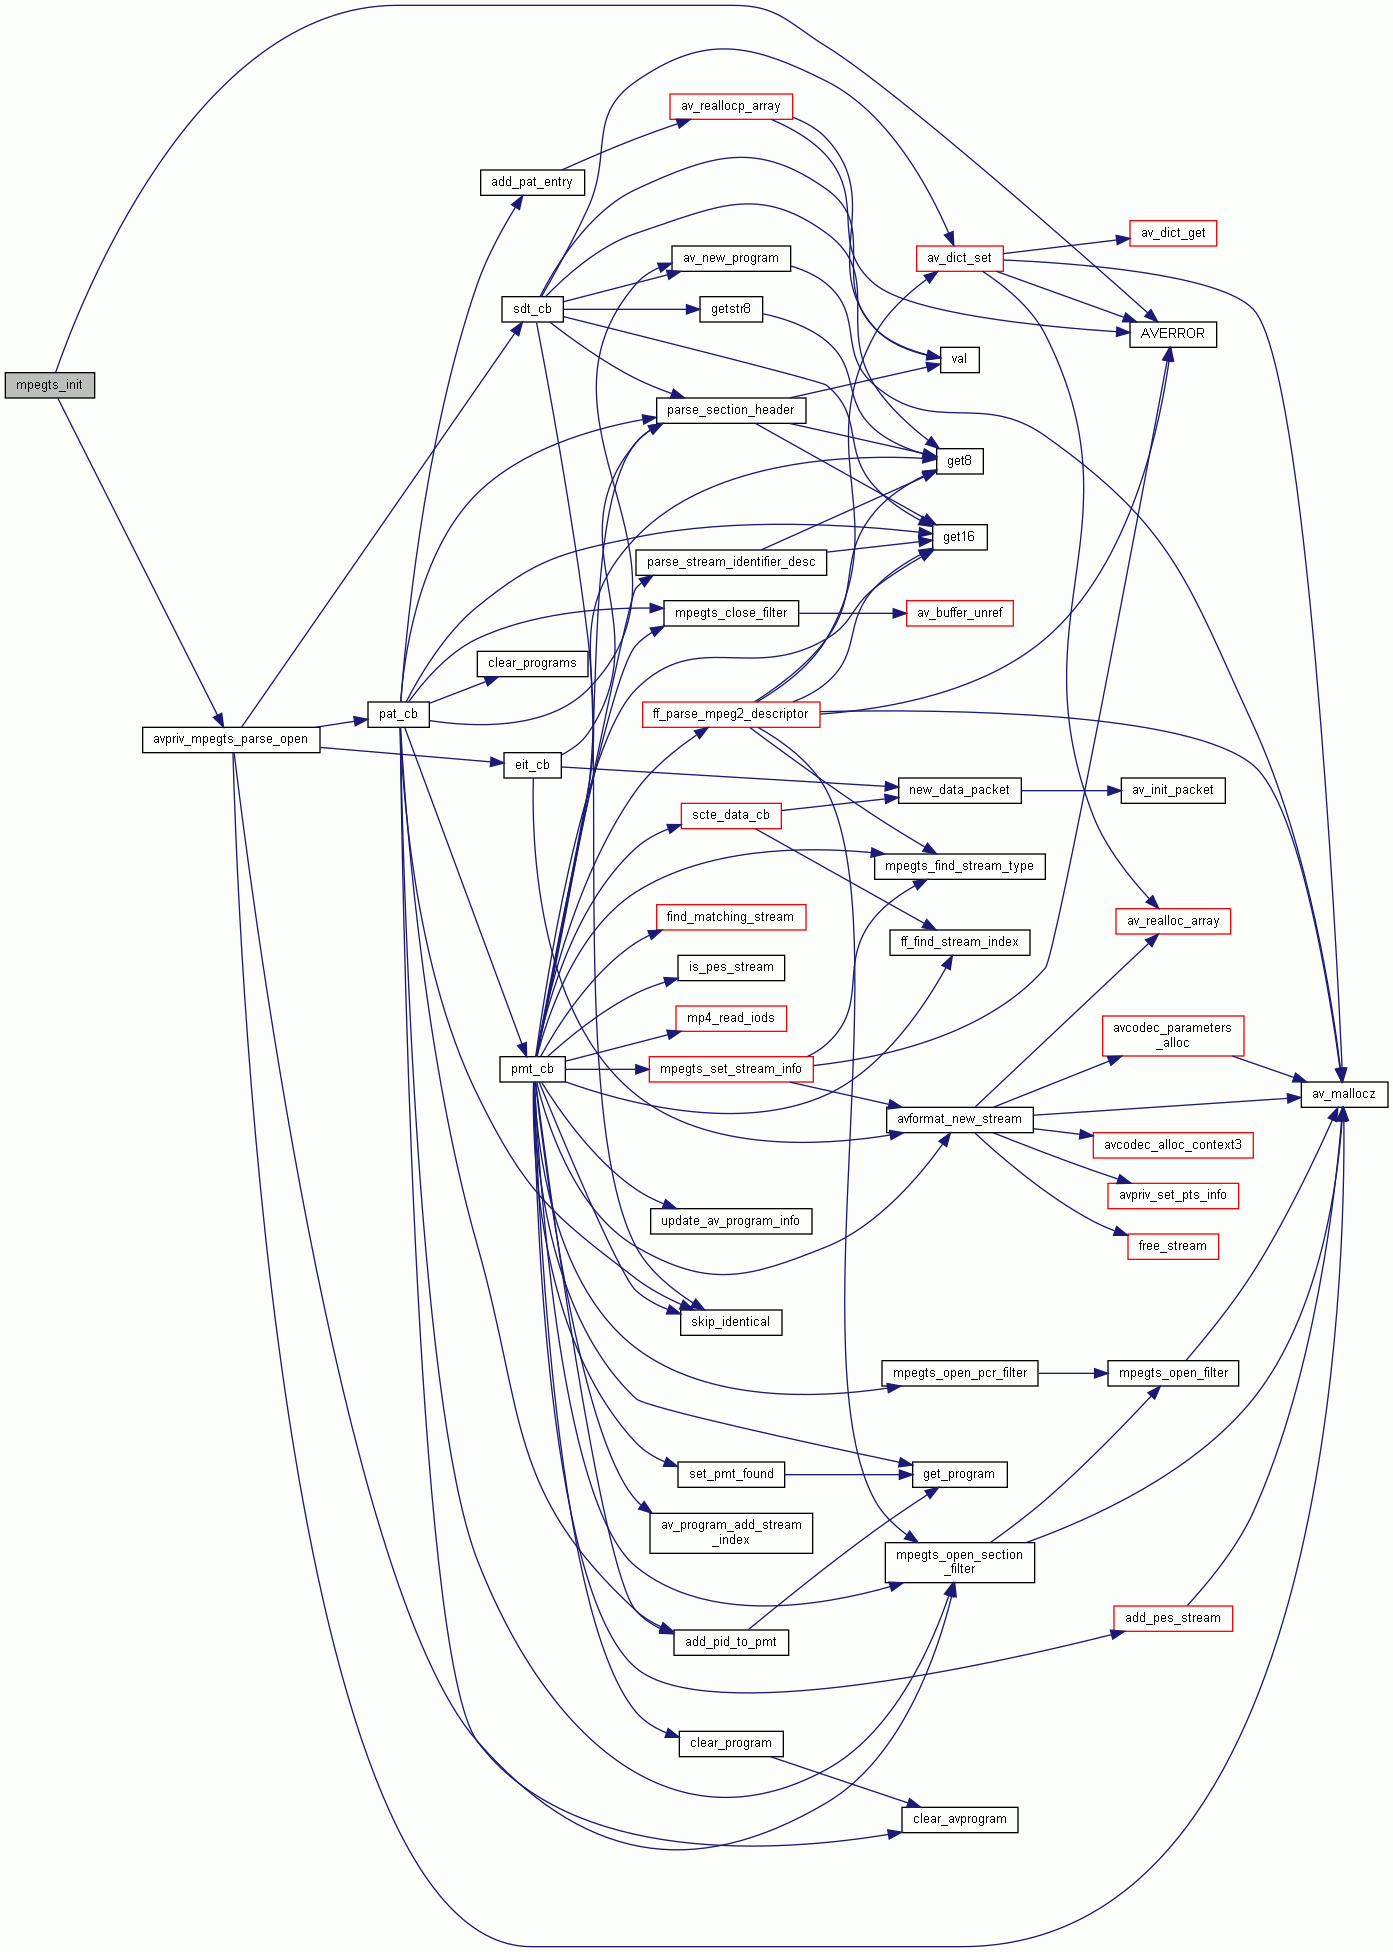 av_reallocp_array
add_pat_entry
av_dict_get
av_new_program
av_dict_set
sdt_cb
getstr8
AVERROR
val
mpegts_init
parse_section_header
get8
get16
parse_stream_identifier_desc
mpegts_close_filter
av_buffer_unref
clear_programs
pat_cb
ff_parse_mpeg2_descriptor
avpriv_mpegts_parse_open
eit_cb
new_data_packet
av_init_packet
scte_data_cb
mpegts_find_stream_type
find_matching_stream
av_realloc_array
ff_find_stream_index
is_pes_stream
mp4_read_iods
avcodec_parameters
_alloc
pmt_cb
mpegts_set_stream_info
av_mallocz
avformat_new_stream
avcodec_alloc_context3
avpriv_set_pts_info
update_av_program_info
free_stream
skip_identical
mpegts_open_pcr_filter
mpegts_open_filter
set_pmt_found
get_program
av_program_add_stream
_index
mpegts_open_section
_filter
add_pes_stream
add_pid_to_pmt
clear_program
clear_avprogram